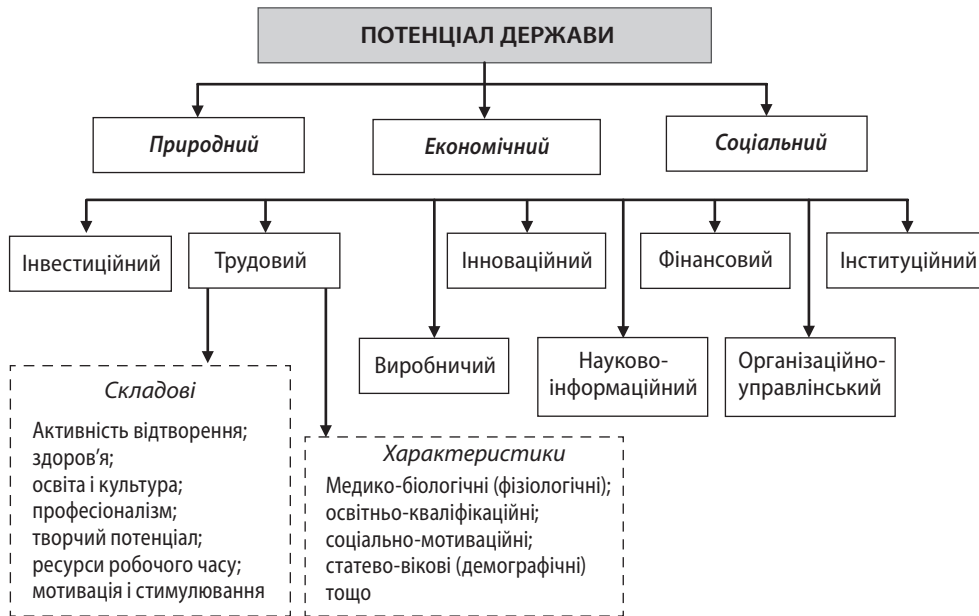 ПОТЕНЦІАЛ ДЕРЖАВИ
Природний
Економічний
Соціальний
Інвестиційний
Трудовий
Інноваційний
Фінансовий
Інституційний
Виробничий
Науково-
інформаційний
Організаційно-
управлінський
Складові
Активність відтворення;
здоров'я;
освіта і культура;
професіоналізм;
творчий потенціал;
ресурси робочого часу;
мотивація і стимулювання
Характеристики
Медико-біологічні (фізіологічні);
освітньо-кваліфікаційні;
соціально-мотиваційні;
статево-вікові (демографічні)
тощо